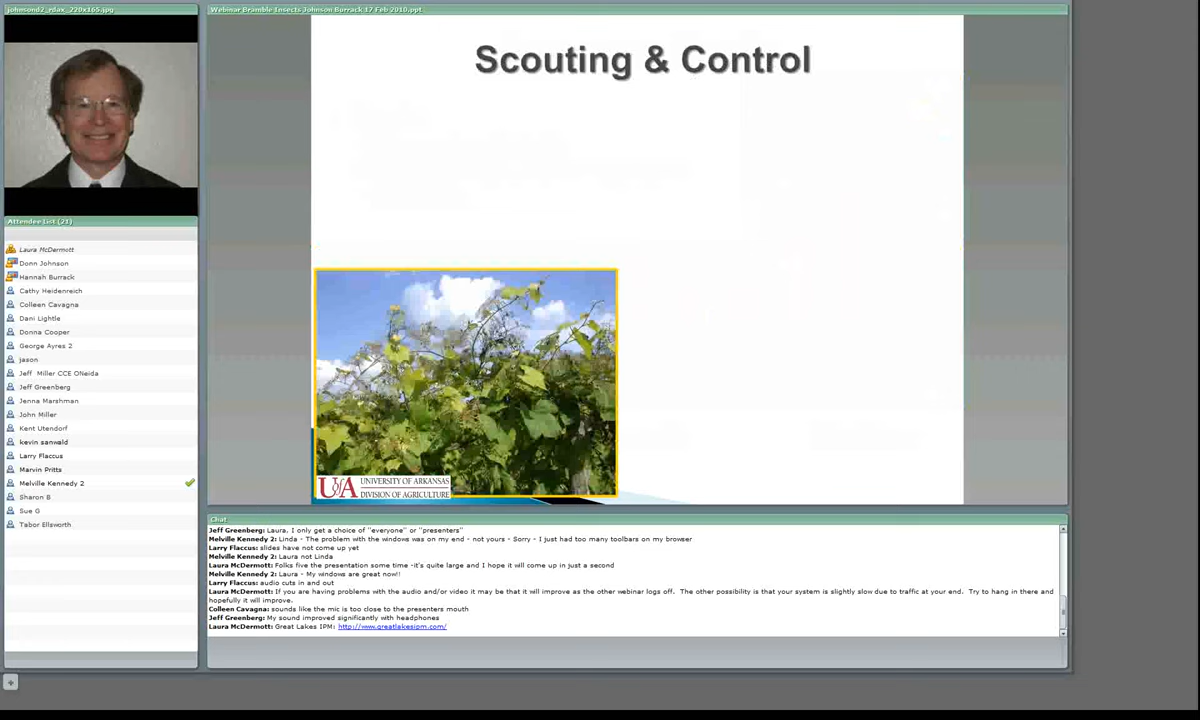 johnsond2_rdax_220x165.jpg
Attendee List (21)
Laura McDermott
Donn Johnson
Hannah Burrack
Cathy Heidenreich
Colleen Cavagna
Dani Lightle
Donna Cooper
George Ayres 2
jason
Jeff Miller CCE ONeida
Jeff Greenberg
Jenna Marshman
John Miller
Kent Utendorf
kevin sanwald
Larry Flaccus
Marvin Pritts
Melville Kennedy 2
Sharon B
Sue G
Tabor Ellsworth
Webinar Bramble Insects Johnson Burrack 17 Feb 2010.ppt
Scouting & Control
UofA UNIVERSITY OF ARKANSAS
DIVISION OF AGRICULTURE
Chat
Jeff Greenberg: Laura, I only get a choice of "everyone" or "presenters"
Melville Kennedy 2: Linda - The problem with the windows was on my end - not yours - Sorry - I just had too many toolbars on my browser
Larry Flaccus: slides have not come up yet
Melville Kennedy 2: Laura not Linda
Laura McDermott: Folks five the presentation some time -it's quite large and I hope it will come up in just a second
Melville Kennedy 2: Laura - My windows are great now!!
Larry Flaccus: audio cuts in and out
Laura McDermott: If you are having problems with the audio and/or video it may be that it will improve as the other webinar logs off. The other possibility is that your system is slightly slow due to traffic at your end. Try to hang in there and
hopefully it will improve.
Colleen Cavagna: sounds like the mic is too close to the presenters mouth
Jeff Greenberg: My sound improved significantly with headphones
Laura McDermott: Great Lakes IPM: http://www.greatlakesipm.com/